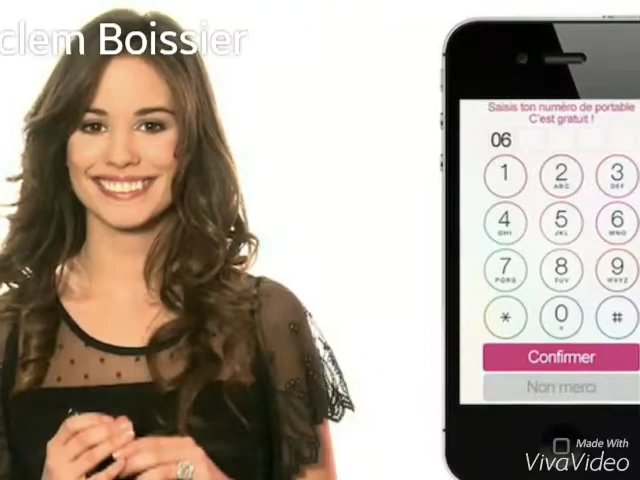 clem Boissier
Saisis ton numéro de portable
C'est gratuit !
06
1
2 ABC
3 DEF
4 GHI
5 JKL
6 MNO
7 PQRS
8 TUV
9 WXYZ
*
0 +
#
Confirmer
Non merci
Made With
VivaVideo